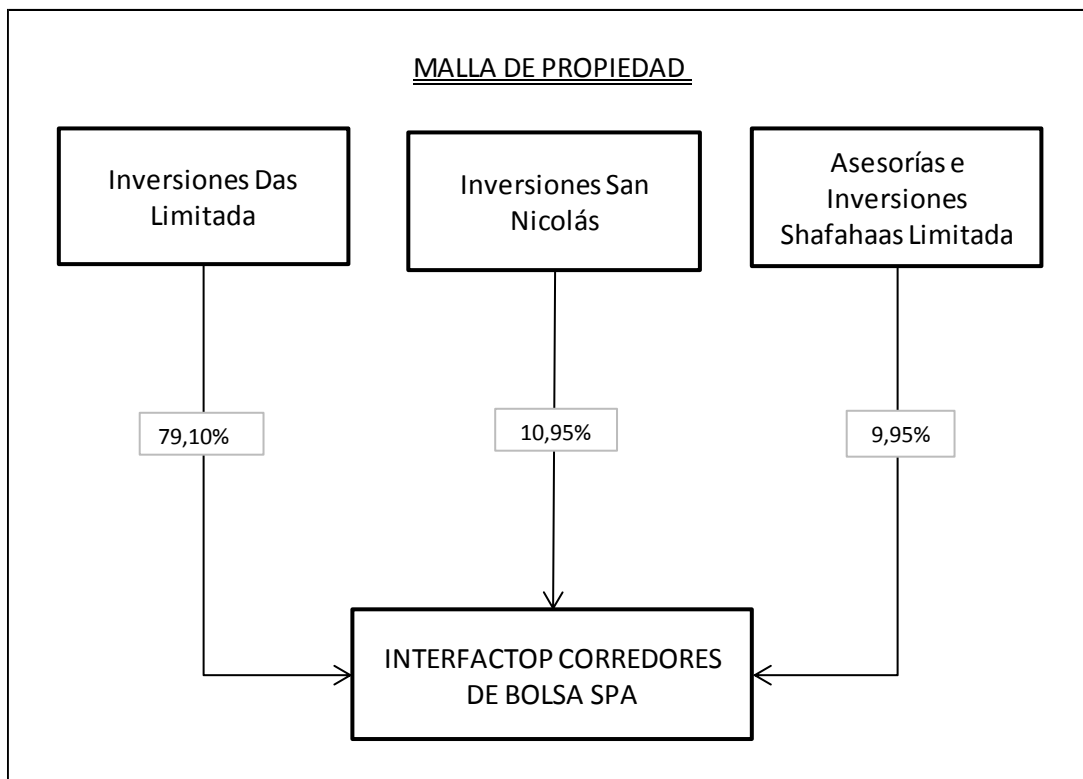 MALLA DE PROPIEDAD
Inversiones Das
Limitada
Inversiones San
Nicolás
Asesorías e
Inversiones
Shafahaas Limitada
79,10%
10,95%
9,95%
INTERFACTOP CORREDORES
DE BOLSA SPA